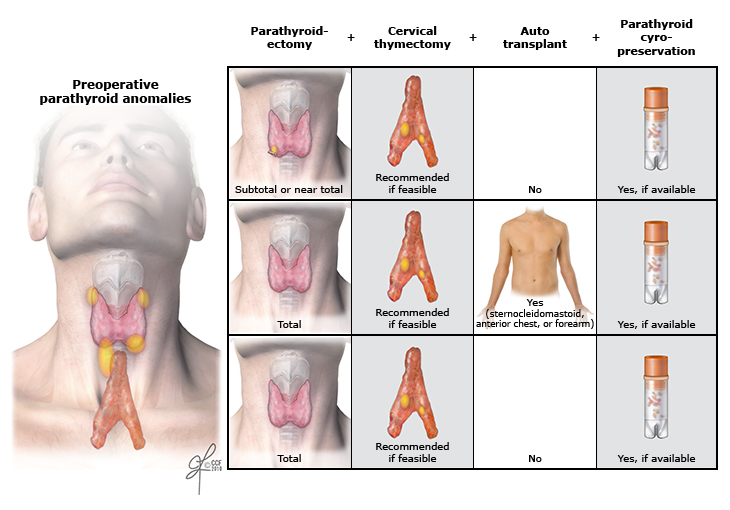 Parathyroid-
ectomy
+
Cervical
thymectomy
+
Auto
transplant
+
Parathyroid
cyro-
preservation
Preoperative
parathyroid anomalies
Subtotal or near total
Recommended
if feasible
No
Yes, if available
Total
Recommended
if feasible
Yes
(sternocleidomastoid,
anterior chest, or forearm)
Yes, if available
Total
Recommended
if feasible
No
Yes, if available
©CCF
2018